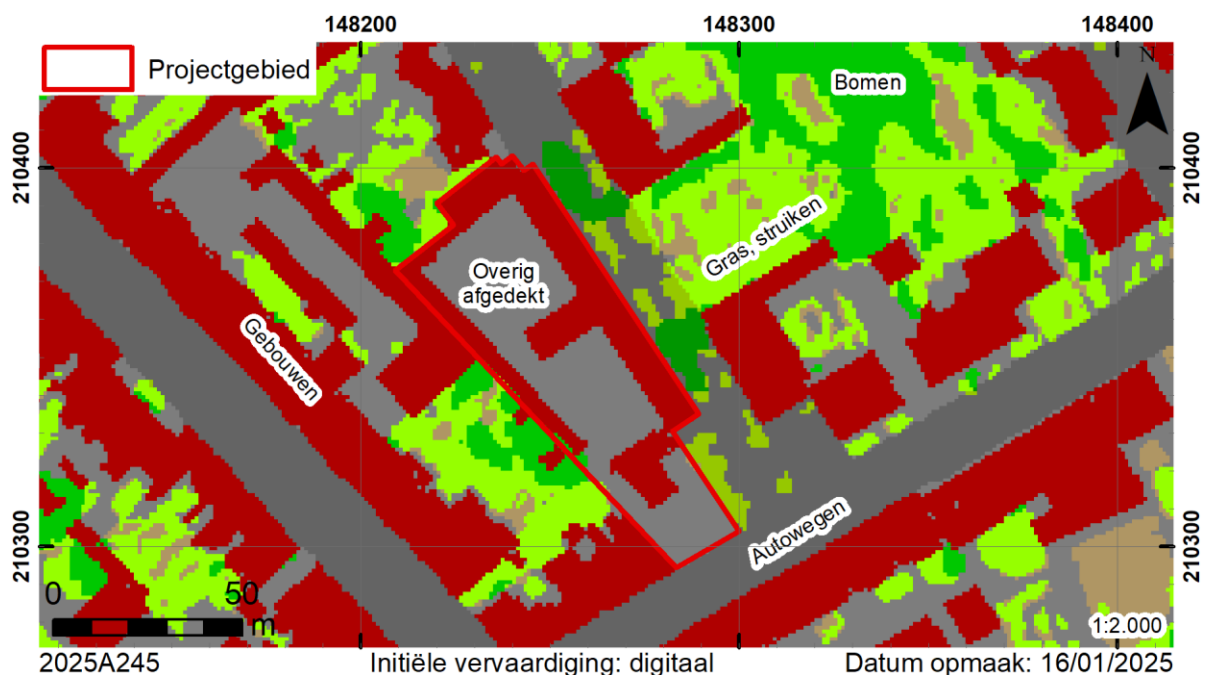 148200 148300 148400
Projectgebied
N
Bomen
210400 210400
Gras, struiken
Overig
afgedekt
Gebouwen
Autowegen
210300 210300
0 50
m
1:2.000
2025A245 Initiële vervaardiging: digitaal Datum opmaak: 16/01/2025